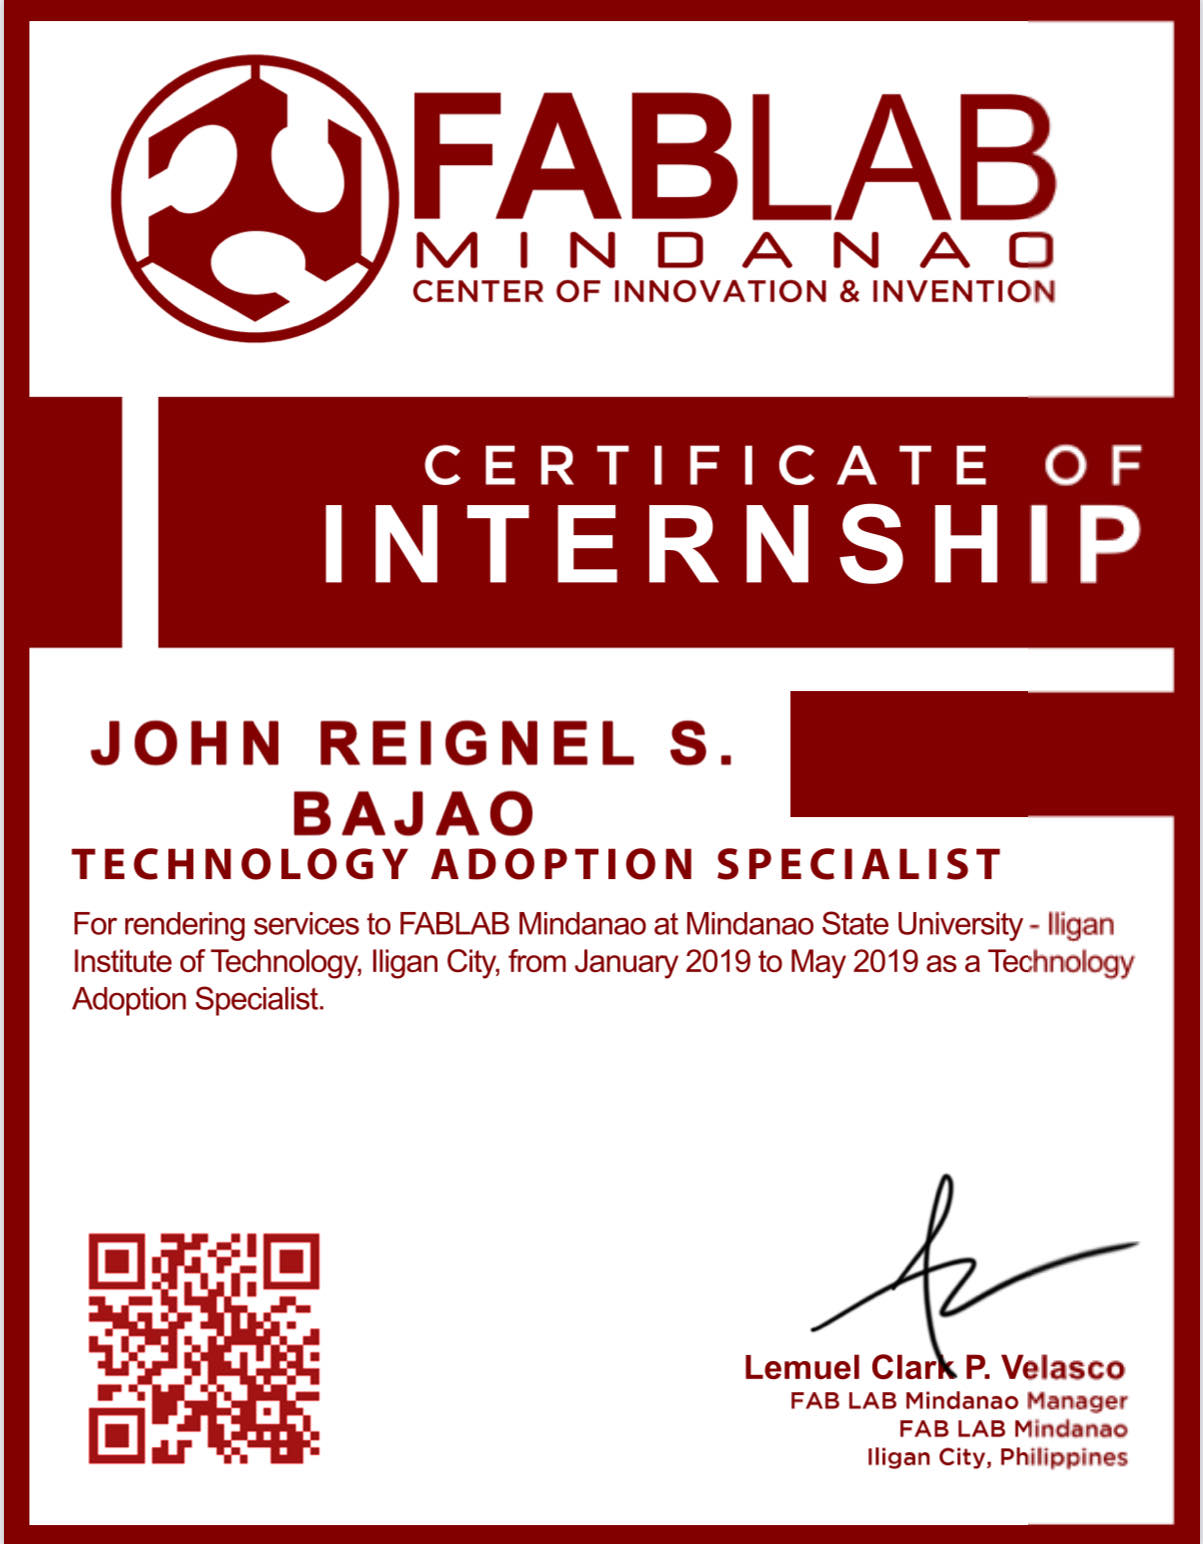 FABLAB
MINDANAO
CENTER OF INNOVATION & INVENTION
CERTIFICATE OF
INTERNSHIP
JOHN REIGNEL S.
BAJAO
TECHNOLOGY ADOPTION SPECIALIST
For rendering services to FABLAB Mindanao at Mindanao State University - Iligan
Institute of Technology, Iligan City, from January 2019 to May 2019 as a Technology
Adoption Specialist.
Lemuel Clark P. Velasco
FAB LAB Mindanao Manager
FAB LAB Mindanao
Iligan City, Philippines